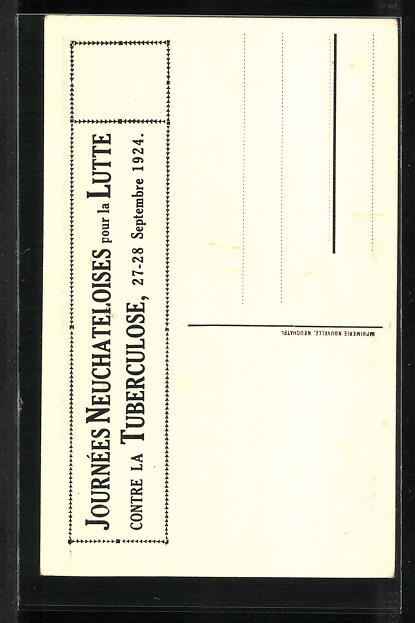 JOURNÉES NEUCHATELOISES pour la LUTTE
CONTRE LA TUBERCULOSE, 27-28 Septembre 1924.
IMPRIMERIE NOUVELLE, NEUCHATEL